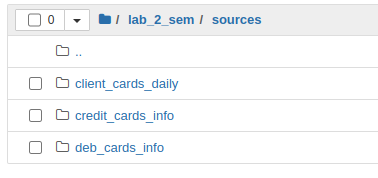 0 / lab_2_sem / sources
..
client_cards_daily
credit_cards_info
deb_cards_info